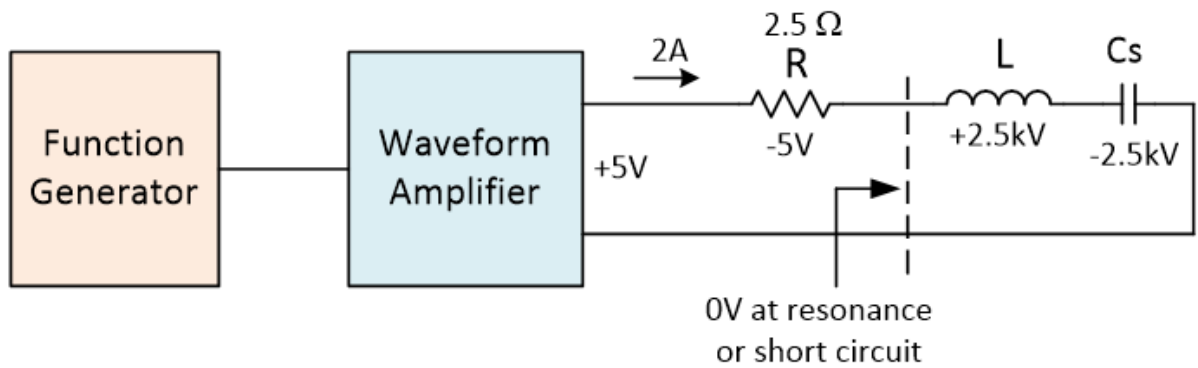 Function
Generator
Waveform
Amplifier
2A
+5V
2.5 Ω
R
-5V
L
+2.5kV
Cs
-2.5kV
0V at resonance
or short circuit